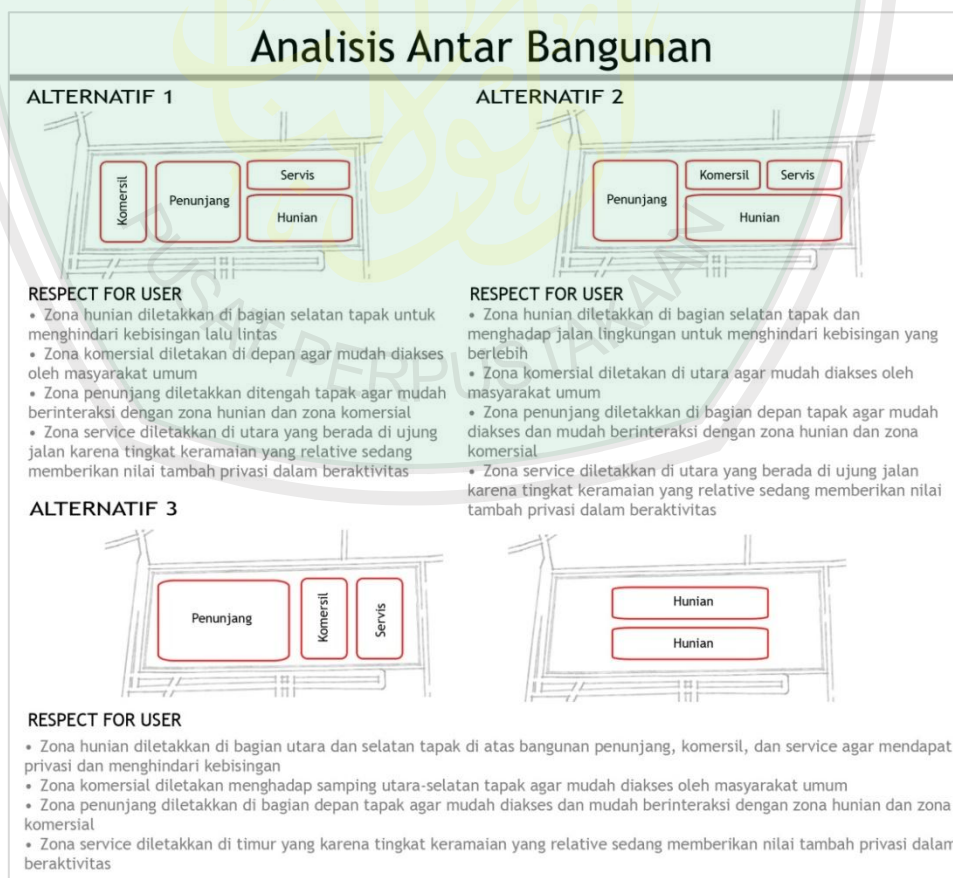 Analisis Antar Bangunan
ALTERNATIF 1
Komersil
Penunjang
Servis
Hunian
RESPECT FOR USER
• Zona hunian diletakkan di bagian selatan tapak untuk
menghindari kebisingan lalu lintas
• Zona komersial diletakan di depan agar mudah diakses
oleh masyarakat umum
• Zona penunjang diletakkan ditengah tapak agar mudah
berinteraksi dengan zona hunian dan zona komersial
• Zona service diletakkan di utara yang berada di ujung
jalan karena tingkat keramaian yang relative sedang
memberikan nilai tambah privasi dalam beraktivitas
ALTERNATIF 2
Penunjang
Komersil
Servis
Hunian
RESPECT FOR USER
• Zona hunian diletakkan di bagian selatan tapak dan
menghadap jalan lingkungan untuk menghindari kebisingan yang
berlebih
• Zona komersial diletakan di utara agar mudah diakses oleh
masyarakat umum
• Zona penunjang diletakkan di bagian depan tapak agar mudah
diakses dan mudah berinteraksi dengan zona hunian dan zona
komersial
• Zona service diletakkan di utara yang berada di ujung jalan
karena tingkat keramaian yang relative sedang memberikan nilai
tambah privasi dalam beraktivitas
ALTERNATIF 3
Penunjang
Komersil
Servis
Hunian
Hunian
RESPECT FOR USER
• Zona hunian diletakkan di bagian utara dan selatan tapak di atas bangunan penunjang, komersil, dan service agar mendapat
privasi dan menghindari kebisingan
• Zona komersial diletakan menghadap samping utara-selatan tapak agar mudah diakses oleh masyarakat umum
• Zona penunjang diletakkan di bagian depan tapak agar mudah diakses dan mudah berinteraksi dengan zona hunian dan zona
komersial
• Zona service diletakkan di timur yang karena tingkat keramaian yang relative sedang memberikan nilai tambah privasi dalam
beraktivitas
PUSAT PERPUSTAKAAN